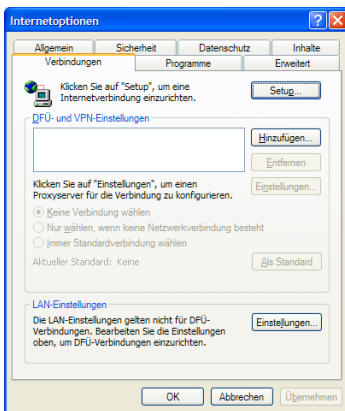 Internetoptionen
Allgemein Sicherheit Datenschutz Inhalte
Verbindungen Programme Erweitert
Klicken Sie auf "Setup", um eine
Internetverbindung einzurichten.
Setup...
DFÜ- und VPN-Einstellungen
Hinzufügen...
Entfernen
Klicken Sie auf "Einstellungen", um einen
Proxyserver für die Verbindung zu konfigurieren.
Einstellungen...
Keine Verbindung wählen
Nur wählen, wenn keine Netzwerkverbindung besteht
Immer Standardverbindung wählen
Aktueller Standard: Keine
Als Standard
LAN-Einstellungen
Die LAN-Einstellungen gelten nicht für DFÜ-
Verbindungen. Bearbeiten Sie die Einstellungen
oben, um DFÜ-Verbindungen einzurichten.
Einstellungen...
OK Abbrechen Übernehmen